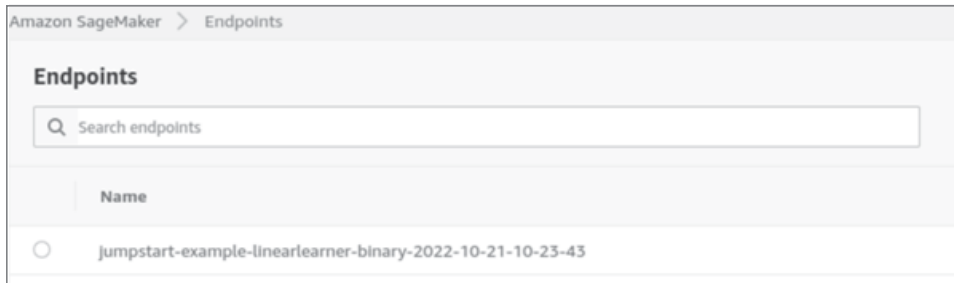 Amazon SageMaker > Endpoints
Endpoints
Search endpoints
Name
jumpstart-example-linearlearner-binary-2022-10-21-10-23-43